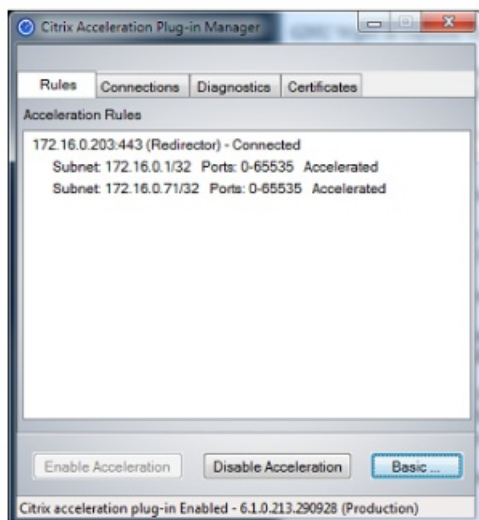 Citrix Acceleration Plug-in Manager
Rules Connections Diagnostics Certificates
Acceleration Rules
172.16.0.203:443 (Redirector) - Connected
Subnet: 172.16.0.1/32 Ports: 0-65535 Accelerated
Subnet: 172.16.0.71/32 Ports: 0-65535 Accelerated
Enable Acceleration Disable Acceleration Basic ...
Citrix acceleration plug-in Enabled - 6.1.0.213.290928 (Production)